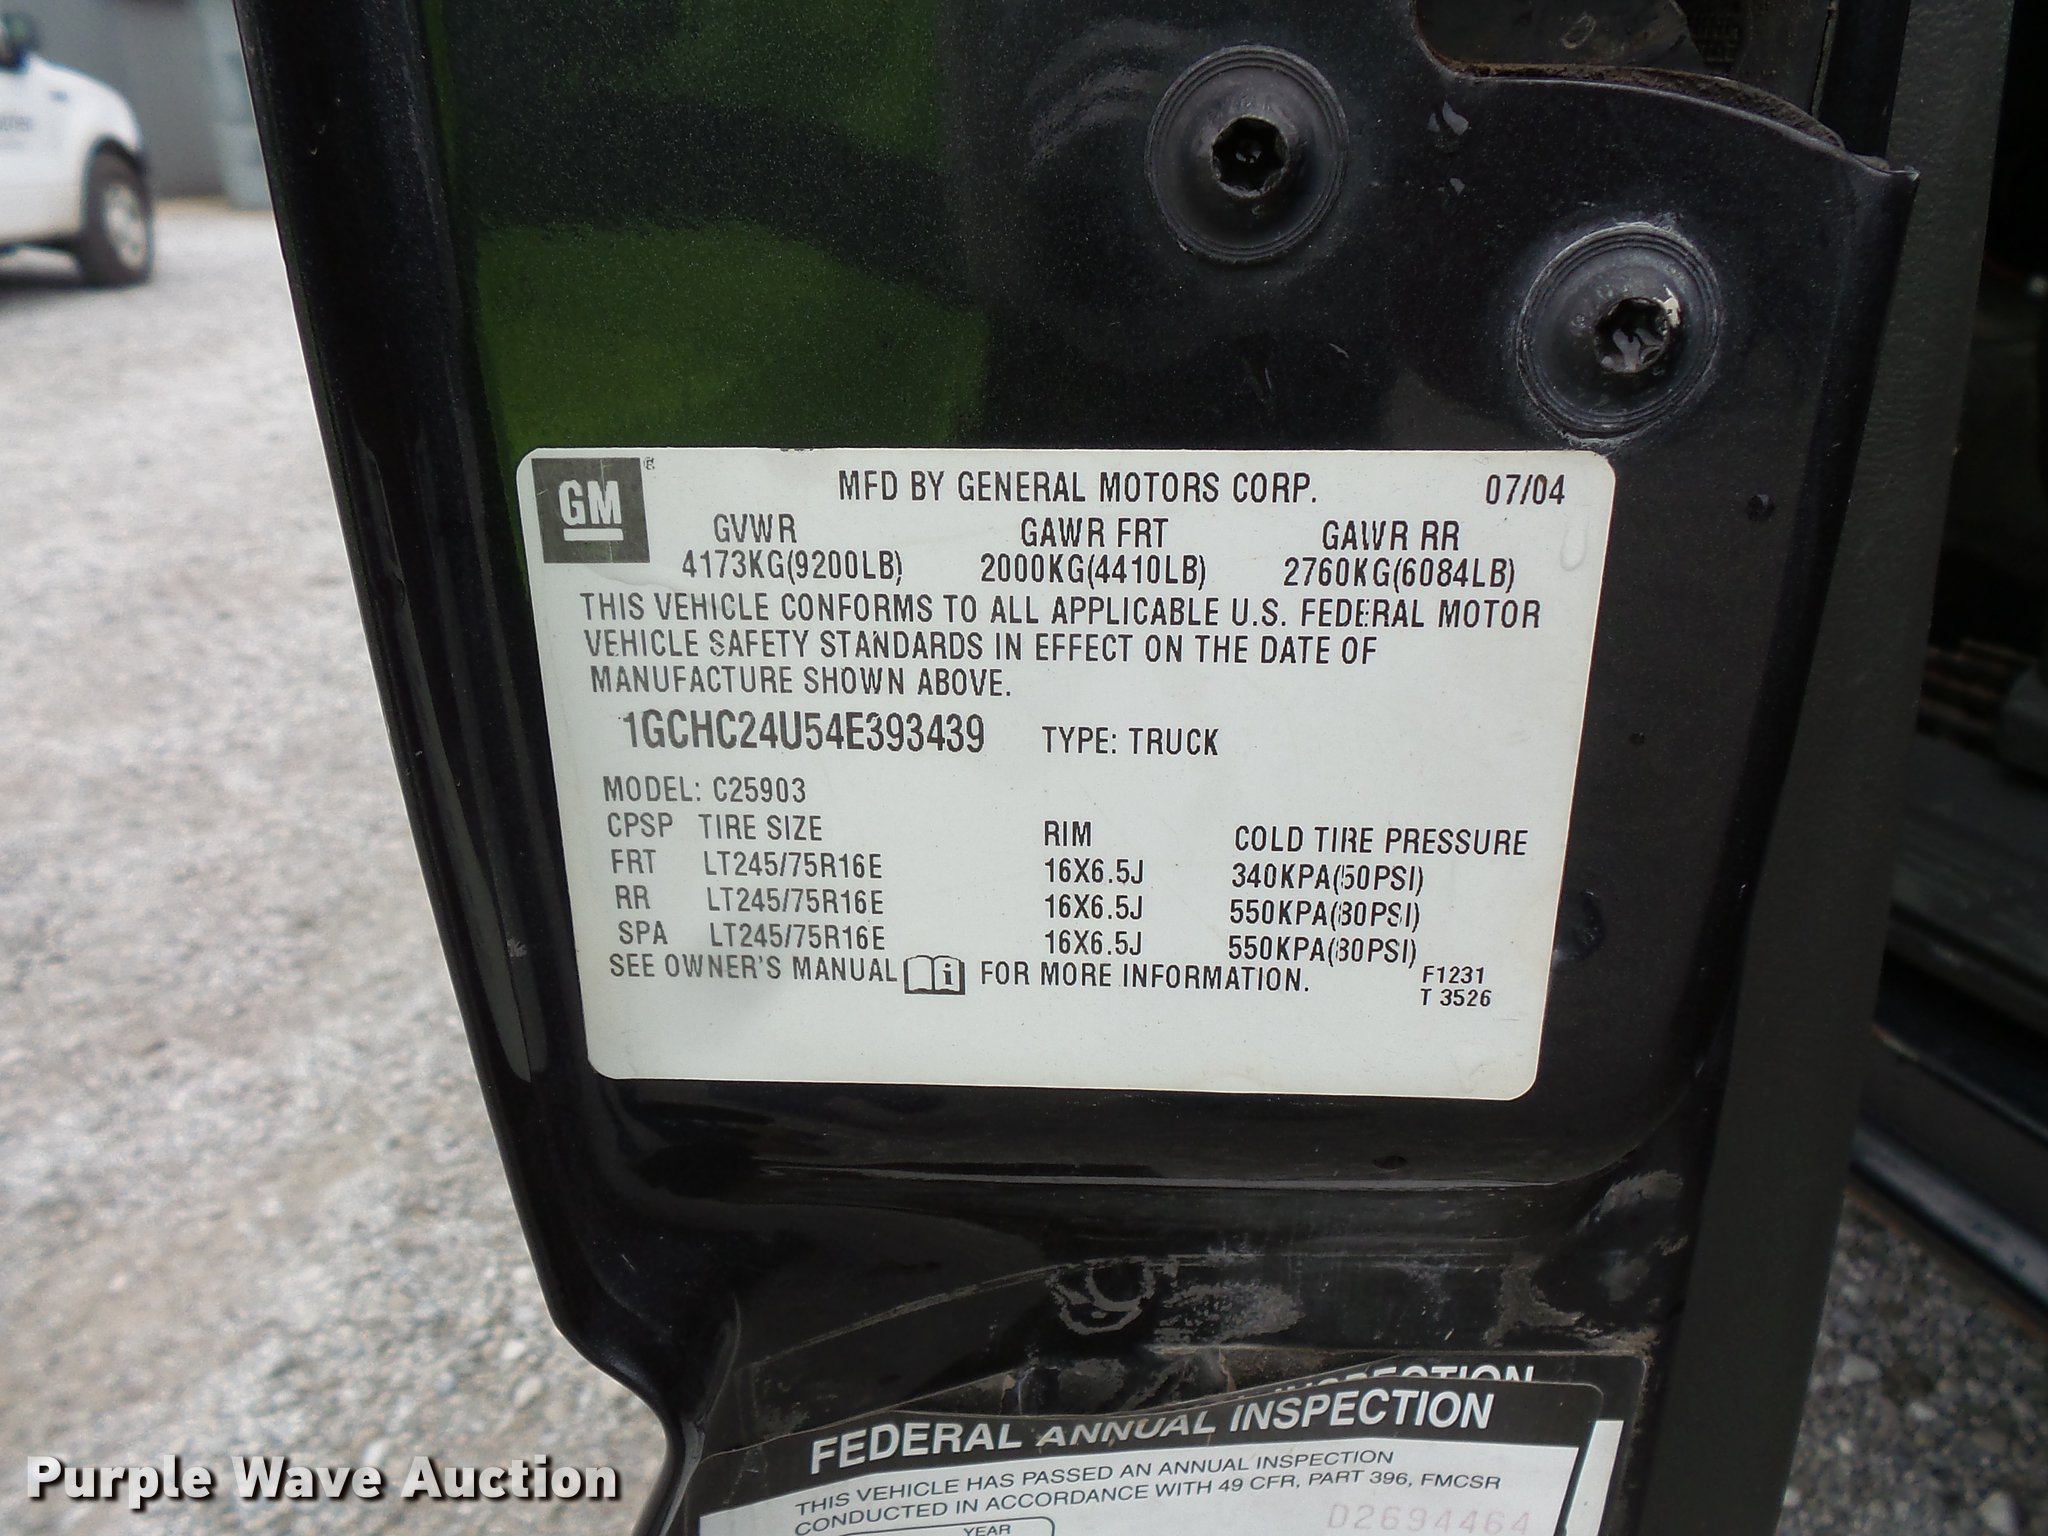 GM
MFD BY GENERAL MOTORS CORP. 07/04
GVWR GAWR FRT GAWR RR
4173KG(9200LB) 2000KG(4410LB) 2760KG(6084LB)
THIS VEHICLE CONFORMS TO ALL APPLICABLE U.S. FEDERAL MOTOR
VEHICLE SAFETY STANDARDS IN EFFECT ON THE DATE OF
MANUFACTURE SHOWN ABOVE.
1GCHC24U54E393439 TYPE: TRUCK
MODEL: C25903
CPSP TIRE SIZE RIM COLD TIRE PRESSURE
FRT LT245/75R16E 16X6.5J 340KPA(50PSI)
RR LT245/75R16E 16X6.5J 550KPA(80PSI)
SPA LT245/75R16E 16X6.5J 550KPA(80PSI)
SEE OWNER'S MANUAL i FOR MORE INFORMATION.
F1231
T 3526
INSPECTION
FEDERAL ANNUAL INSPECTION
THIS VEHICLE HAS PASSED AN ANNUAL INSPECTION
CONDUCTED IN ACCORDANCE WITH 49 CFR, PART 396, FMCSR
D2694464
YEAR
Purple Wave Auction